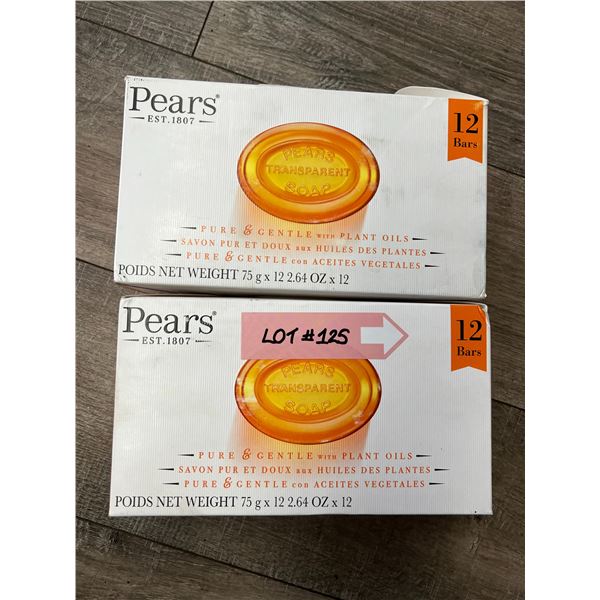 Pears®
EST. 1807
12
Bars
PEARS
TRANSPARENT
SOAP
PURE & GENTLE WITH PLANT OILS
SAVON PUR ET DOUX aux HUILES DES PLANTES
PURE & GENTLE con ACEITES VEGETALES
POIDS NET WEIGHT 75 g x 12 2.64 OZ x 12
Pears®
EST. 1807
LOT #125
12
Bars
PEARS
TRANSPARENT
SOAP
PURE & GENTLE WITH PLANT OILS
SAVON PUR ET DOUX aux HUILES DES PLANTES
PURE & GENTLE con ACEITES VEGETALES
POIDS NET WEIGHT 75 g x 12 2.64 OZ x 12